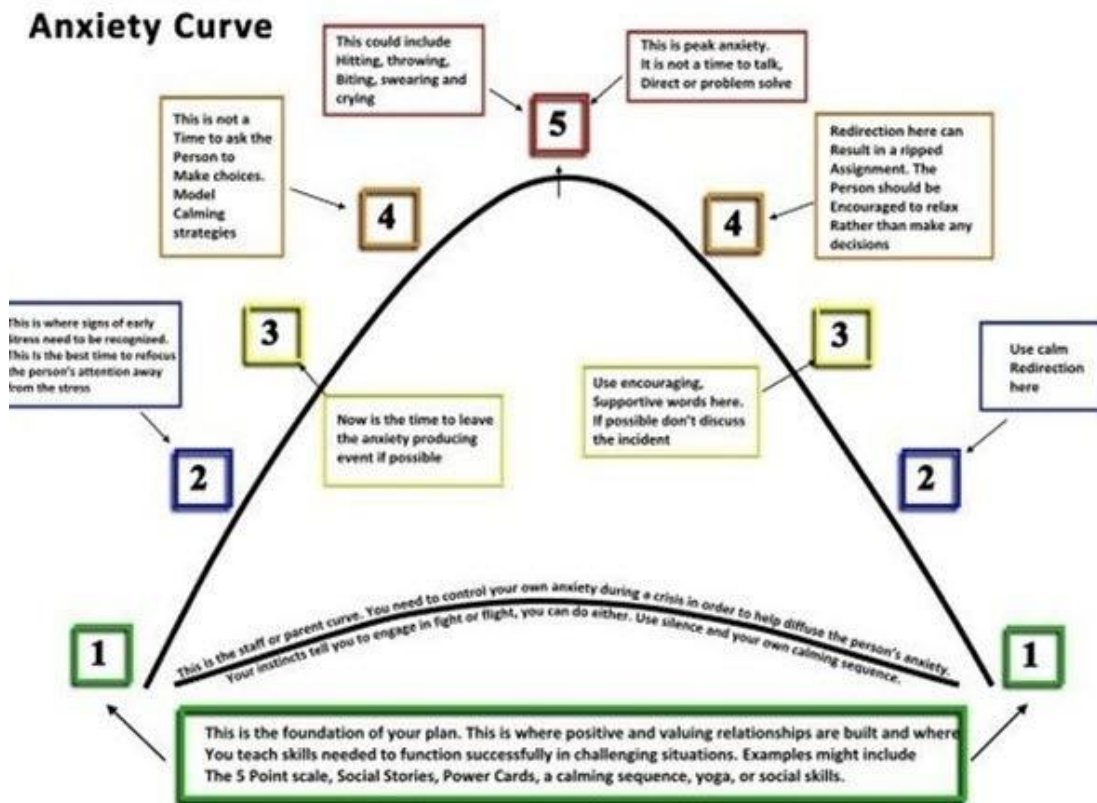 Anxiety Curve
This could include
Hitting, throwing,
Biting, swearing and
crying
This is peak anxiety.
It is not a time to talk,
Direct or problem solve
5
This is not a
Time to ask the
Person to
Make choices.
Model
Calming
strategies
4
4
Redirection here can
Result in a ripped
Assignment. The
Person should be
Encouraged to relax
Rather than make any
decisions
This is where signs of early
Stress need to be recognized.
This Is the best time to refocus
the person's attention away
from the stress
3
3
Use calm
Redirection
here
Now is the time to leave
the anxiety producing
event if possible
Use encouraging,
Supportive words here.
If possible don't discuss
the incident
2
2
This is the staff or parent curve. You need to control your own anxiety during a crisis in order to help diffuse the person's anxiety.
Your instincts tell you to engage in fight or flight, you can do either. Use silence and your own calming sequence.
1
1
This is the foundation of your plan. This is where positive and valuing relationships are built and where
You teach skills needed to function successfully in challenging situations. Examples might include
The 5 Point scale, Social Stories, Power Cards, a calming sequence, yoga, or social skills.